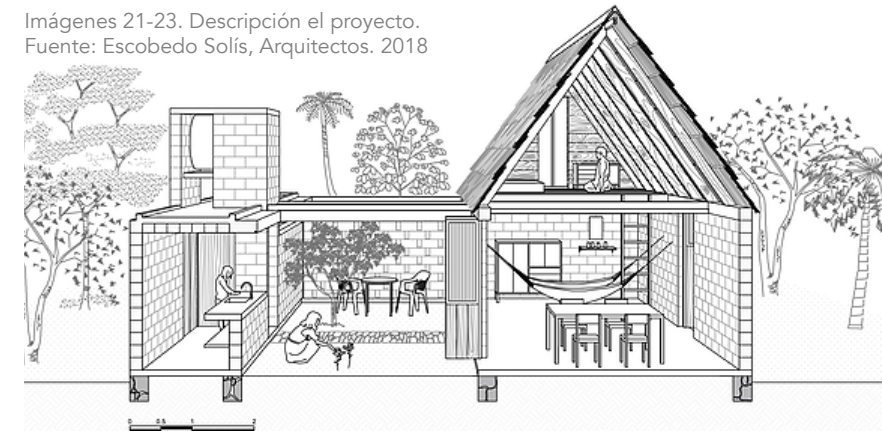 Imágenes 21-23. Descripción el proyecto.
Fuente: Escobedo Solís, Arquitectos. 2018
0 0.5 1 2